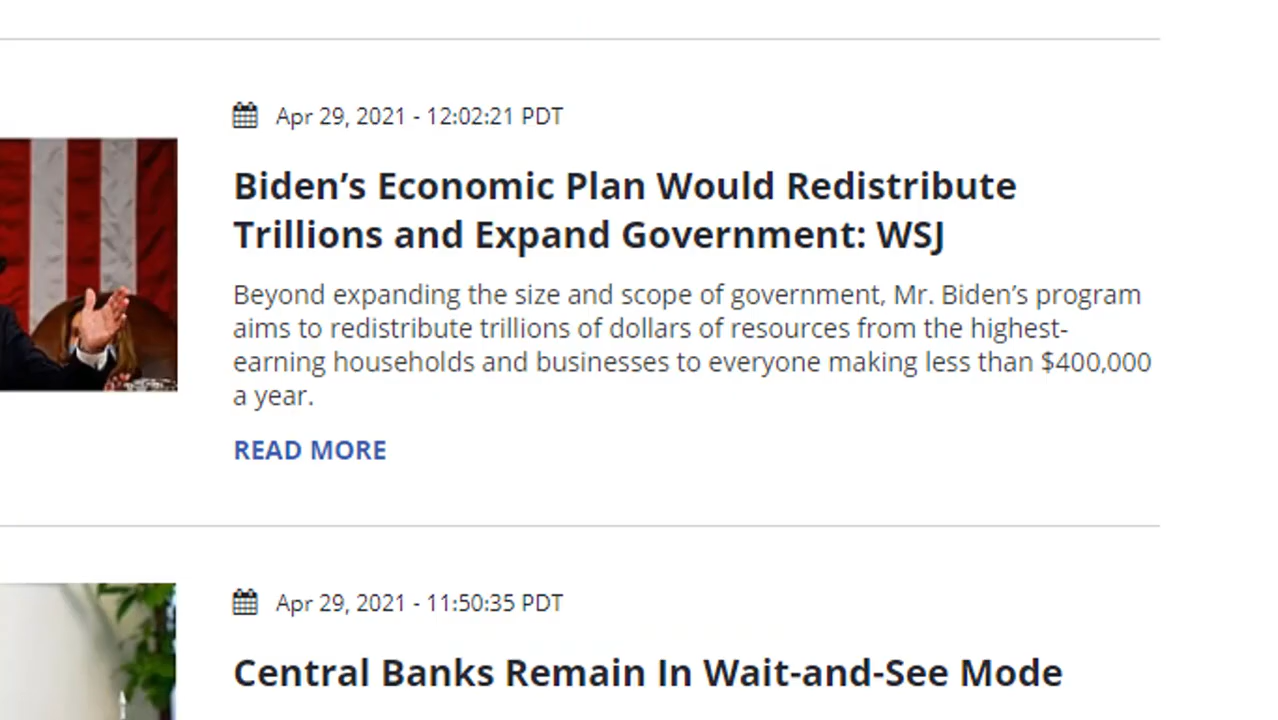 Apr 29, 2021 - 12:02:21 PDT
Biden’s Economic Plan Would Redistribute
Trillions and Expand Government: WSJ
Beyond expanding the size and scope of government, Mr. Biden’s program
aims to redistribute trillions of dollars of resources from the highest-
earning households and businesses to everyone making less than $400,000
a year.
READ MORE
Apr 29, 2021 - 11:50:35 PDT
Central Banks Remain In Wait-and-See Mode